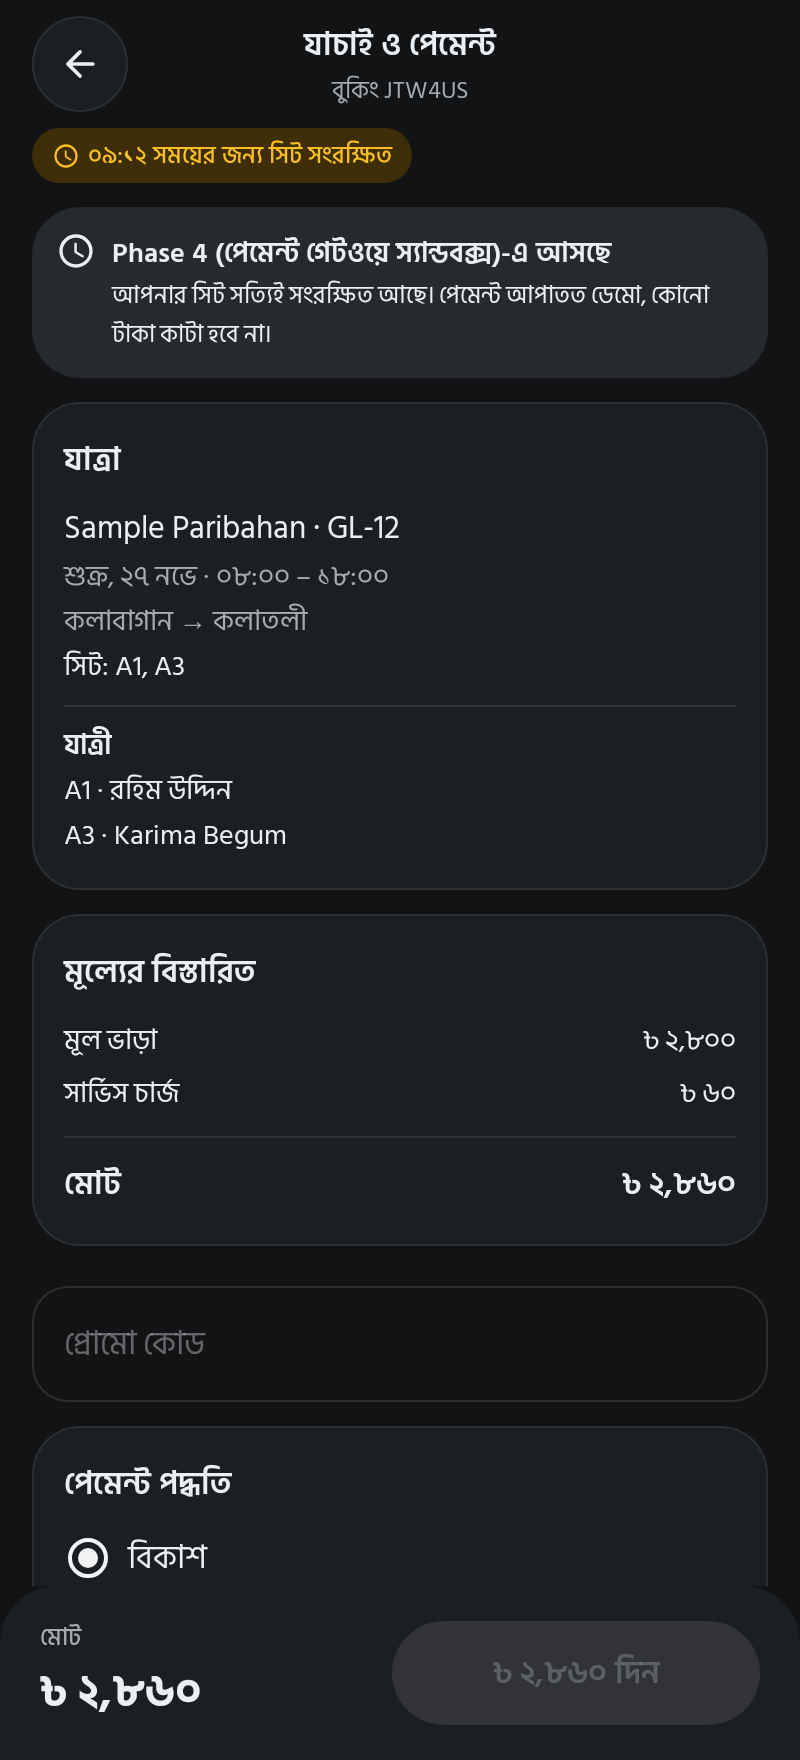 যাচাই ও পেমেন্ট
বুকিং JTW4US
০৯:১২ সময়ের জন্য সিট সংরক্ষিত
Phase 4 (পেমেন্ট গেটওয়ে স্যান্ডবক্স)-এ আসছে
আপনার সিট সত্যিই সংরক্ষিত আছে। পেমেন্ট আপাতত ডেমো, কোনো
টাকা কাটা হবে না।
যাত্রা
Sample Paribahan · GL-12
শুক্র, ২৭ নভে · ০৮:০০ – ১৮:০০
কলাবাগান → কলাতলী
সিট: A1, A3
যাত্রী
A1 · রহিম উদ্দিন
A3 · Karima Begum
মূল্যের বিস্তারিত
মূল ভাড়া ৳ ২,৮০০
সার্ভিস চার্জ ৳ ৬০
মোট ৳ ২,৮৬০
প্রোমো কোড
পেমেন্ট পদ্ধতি
বিকাশ
মোট
৳ ২,৮৬০
৳ ২,৮৬০ দিন